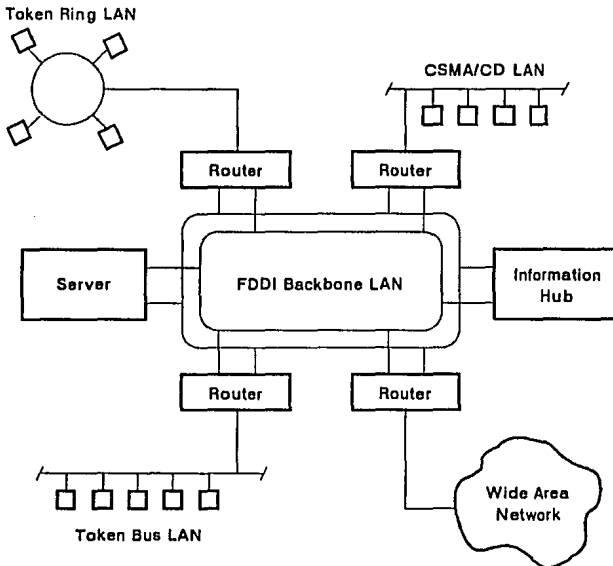 Token Ring LAN
CSMA/CD LAN
Router
Router
Server
FDDI Backbone LAN
Information
Hub
Router
Router
Wide Area
Network
Token Bus LAN